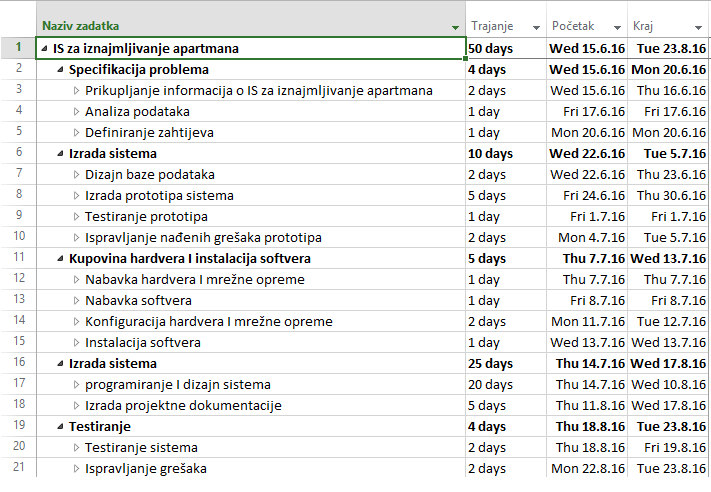 Naziv zadatka Trajanje Početak Kraj
1 IS za iznajmljivanje apartmana 50 days Wed 15.6.16 Tue 23.8.16
2 Specifikacija problema 4 days Wed 15.6.16 Mon 20.6.16
3 Prikupljanje informacija o IS za iznajmljivanje apartmana 2 days Wed 15.6.16 Thu 16.6.16
4 Analiza podataka 1 day Fri 17.6.16 Fri 17.6.16
5 Definiranje zahtijeva 1 day Mon 20.6.16 Mon 20.6.16
6 Izrada sistema 10 days Wed 22.6.16 Tue 5.7.16
7 Dizajn baze podataka 2 days Wed 22.6.16 Thu 23.6.16
8 Izrada prototipa sistema 5 days Fri 24.6.16 Thu 30.6.16
9 Testiranje prototipa 1 day Fri 1.7.16 Fri 1.7.16
10 Ispravljanje nađenih grešaka prototipa 2 days Mon 4.7.16 Tue 5.7.16
11 Kupovina hardvera I instalacija softvera 5 days Thu 7.7.16 Wed 13.7.16
12 Nabavka hardvera I mrežne opreme 1 day Thu 7.7.16 Thu 7.7.16
13 Nabavka softvera 1 day Fri 8.7.16 Fri 8.7.16
14 Konfiguracija hardvera I mrežne opreme 2 days Mon 11.7.16 Tue 12.7.16
15 Instalacija softvera 1 day Wed 13.7.16 Wed 13.7.16
16 Izrada sistema 25 days Thu 14.7.16 Wed 17.8.16
17 programiranje I dizajn sistema 20 days Thu 14.7.16 Wed 10.8.16
18 Izrada projektne dokumentacije 5 days Thu 11.8.16 Wed 17.8.16
19 Testiranje 4 days Thu 18.8.16 Tue 23.8.16
20 Testiranje sistema 2 days Thu 18.8.16 Fri 19.8.16
21 Ispravljanje grešaka 2 days Mon 22.8.16 Tue 23.8.16